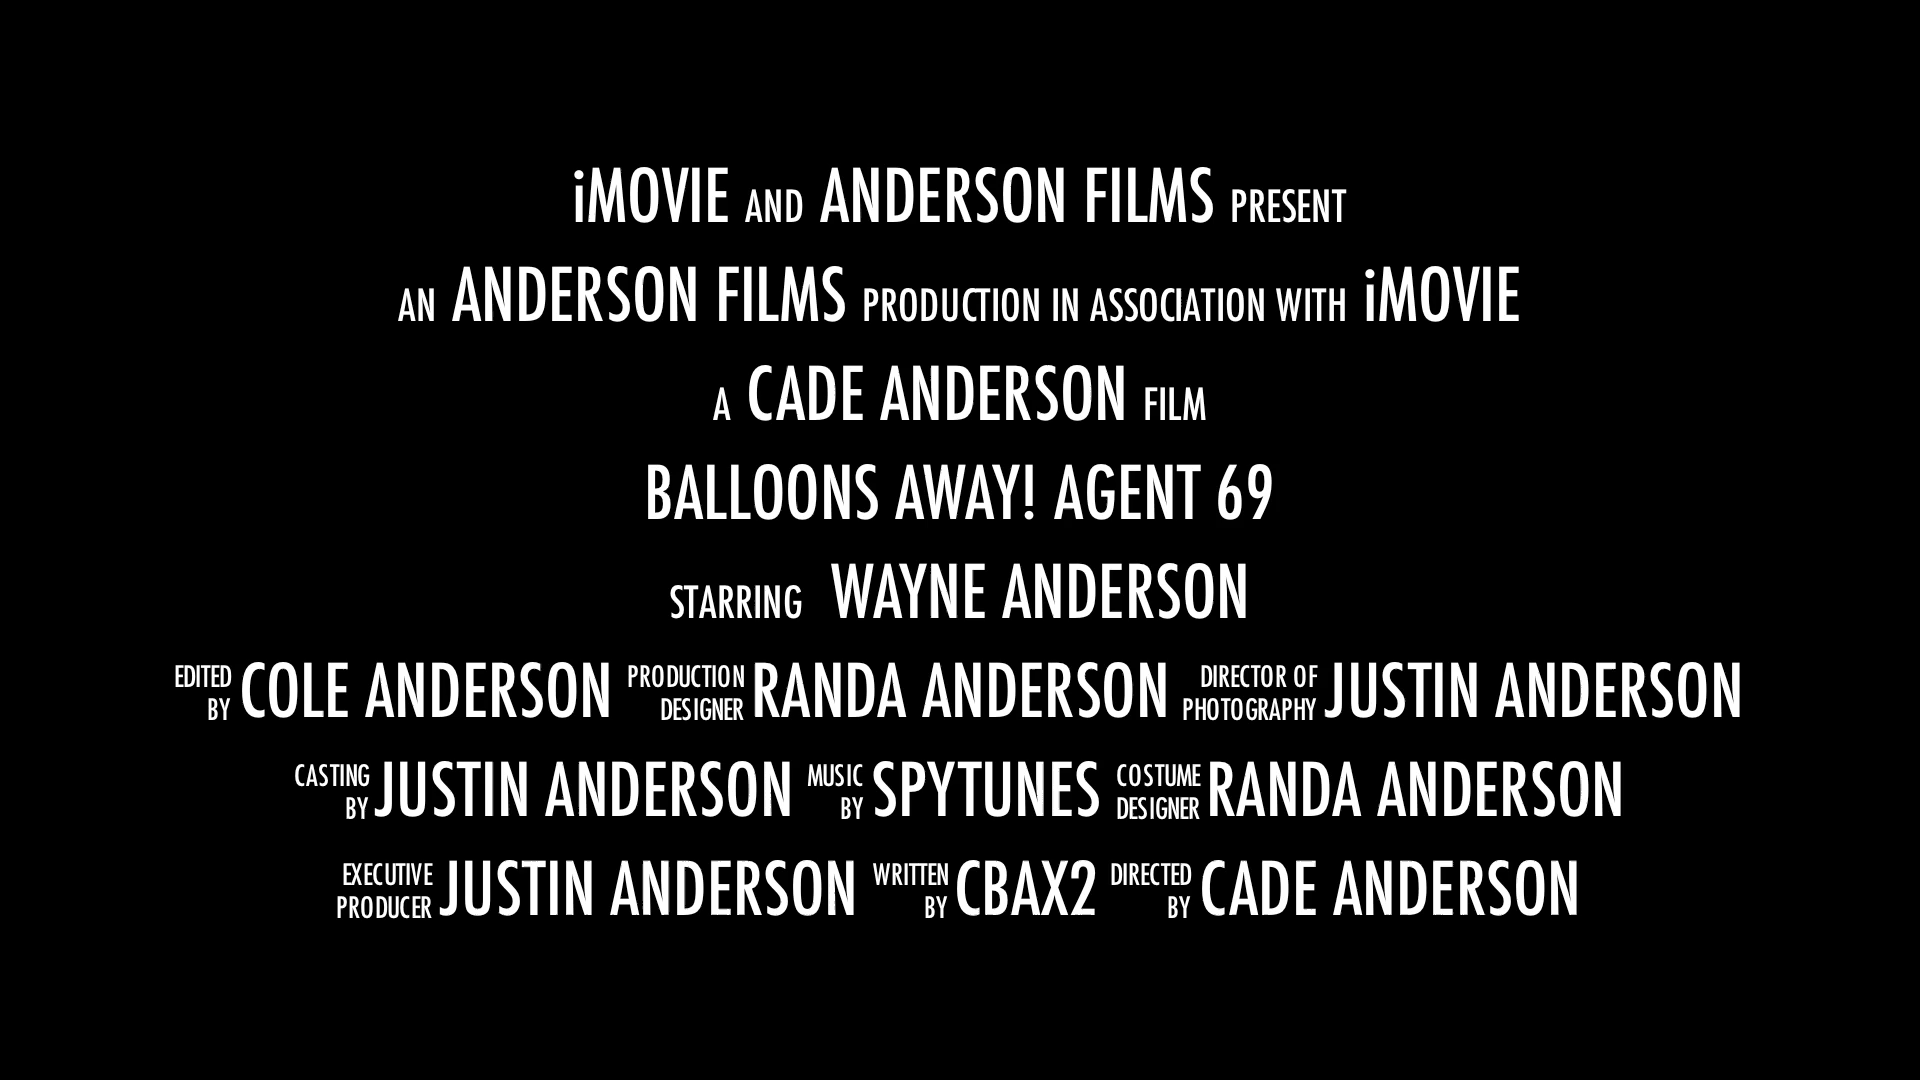 iMOVIE AND ANDERSON FILMS PRESENT
AN ANDERSON FILMS PRODUCTION IN ASSOCIATION WITH iMOVIE
A CADE ANDERSON FILM
BALLOONS AWAY! AGENT 69
STARRING WAYNE ANDERSON
EDITED BY COLE ANDERSON PRODUCTION DESIGNER RANDA ANDERSON DIRECTOR OF PHOTOGRAPHY JUSTIN ANDERSON
CASTING BY JUSTIN ANDERSON MUSIC BY SPYTUNES COSTUME DESIGNER RANDA ANDERSON
EXECUTIVE PRODUCER JUSTIN ANDERSON WRITTEN BY CBAX2 DIRECTED BY CADE ANDERSON